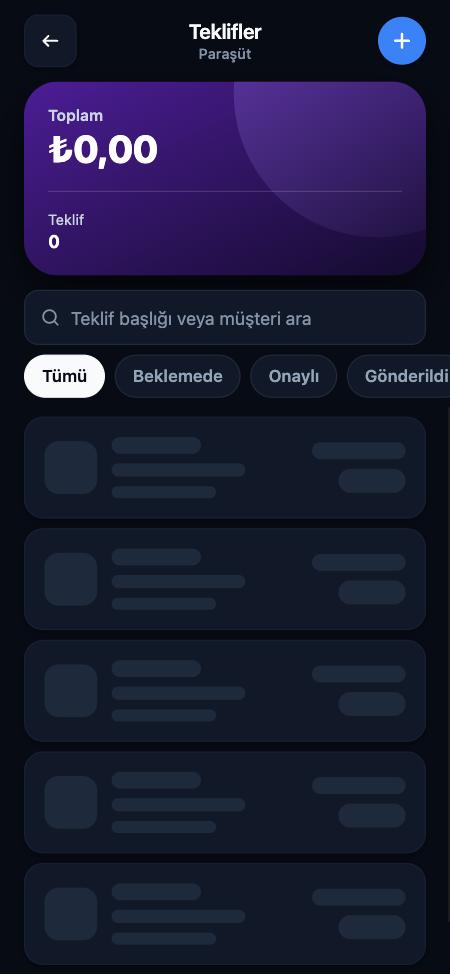 Teklifler
Paraşüt
Toplam
₺0,00
Teklif
0
Teklif başlığı veya müşteri ara
Tümü
Beklemede
Onaylı
Gönderildi